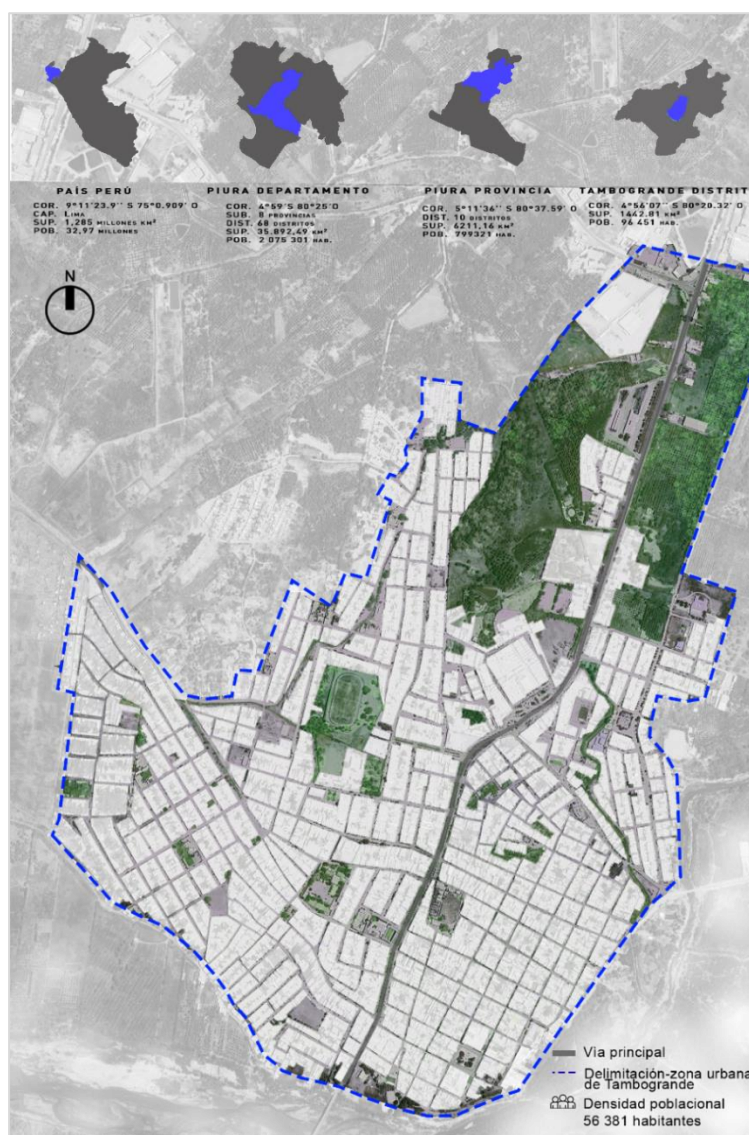 PAÍS PERÚ
COR. 9°11'23.9'' S 75°0.909' O
CAP. LIMA
SUP. 1,285 MILLONES KM²
POB. 32,97 MILLONES
PIURA DEPARTAMENTO
COR. 4°59'S 80°25'O
SUB. 8 PROVINCIAS
DIST. 68 DISTRITOS
SUP. 35.892,49 KM²
POB. 2 075 301 HAB.
PIURA PROVINCIA
COR. 5°11'34'' S 80°37.59' O
DIST. 10 DISTRITOS
SUP. 6211,16 KM²
POB. 799321 HAB.
TAMBOGRANDE DISTRIT
COR. 4°56'07'' S 80°20.32' O
SUP. 1442.81 KM²
POB. 96 451 HAB.
N
Vía principal
Delimitación-zona urbana
de Tambogrande
Densidad poblacional
56 381 habitantes